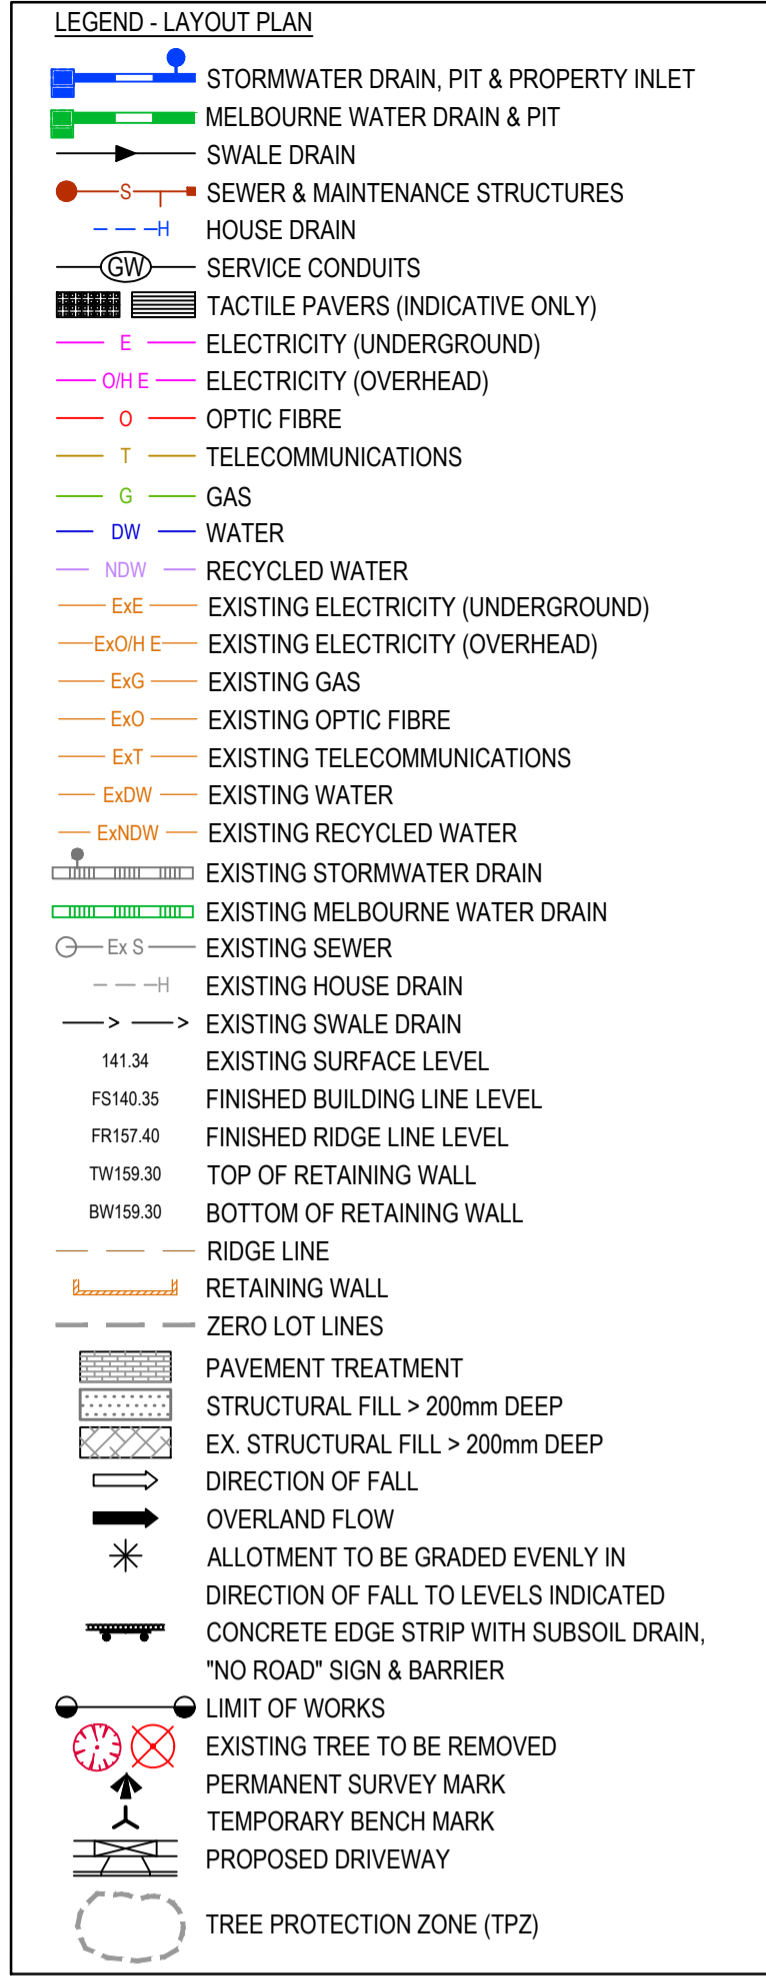 LEGEND - LAYOUT PLAN
STORMWATER DRAIN, PIT & PROPERTY INLET
MELBOURNE WATER DRAIN & PIT
SWALE DRAIN
S SEWER & MAINTENANCE STRUCTURES
H HOUSE DRAIN
GW SERVICE CONDUITS
TACTILE PAVERS (INDICATIVE ONLY)
E ELECTRICITY (UNDERGROUND)
O/H E ELECTRICITY (OVERHEAD)
O OPTIC FIBRE
T TELECOMMUNICATIONS
G GAS
DW WATER
NDW RECYCLED WATER
ExE EXISTING ELECTRICITY (UNDERGROUND)
ExO/H E EXISTING ELECTRICITY (OVERHEAD)
ExG EXISTING GAS
ExO EXISTING OPTIC FIBRE
ExT EXISTING TELECOMMUNICATIONS
ExDW EXISTING WATER
ExNDW EXISTING RECYCLED WATER
EXISTING STORMWATER DRAIN
EXISTING MELBOURNE WATER DRAIN
Ex S EXISTING SEWER
H EXISTING HOUSE DRAIN
EXISTING SWALE DRAIN
141.34 EXISTING SURFACE LEVEL
FS140.35 FINISHED BUILDING LINE LEVEL
FR157.40 FINISHED RIDGE LINE LEVEL
TW159.30 TOP OF RETAINING WALL
BW159.30 BOTTOM OF RETAINING WALL
RIDGE LINE
RETAINING WALL
ZERO LOT LINES
PAVEMENT TREATMENT
STRUCTURAL FILL > 200mm DEEP
EX. STRUCTURAL FILL > 200mm DEEP
DIRECTION OF FALL
OVERLAND FLOW
ALLOTMENT TO BE GRADED EVENLY IN
DIRECTION OF FALL TO LEVELS INDICATED
CONCRETE EDGE STRIP WITH SUBSOIL DRAIN,
"NO ROAD" SIGN & BARRIER
LIMIT OF WORKS
EXISTING TREE TO BE REMOVED
PERMANENT SURVEY MARK
TEMPORARY BENCH MARK
PROPOSED DRIVEWAY
TREE PROTECTION ZONE (TPZ)